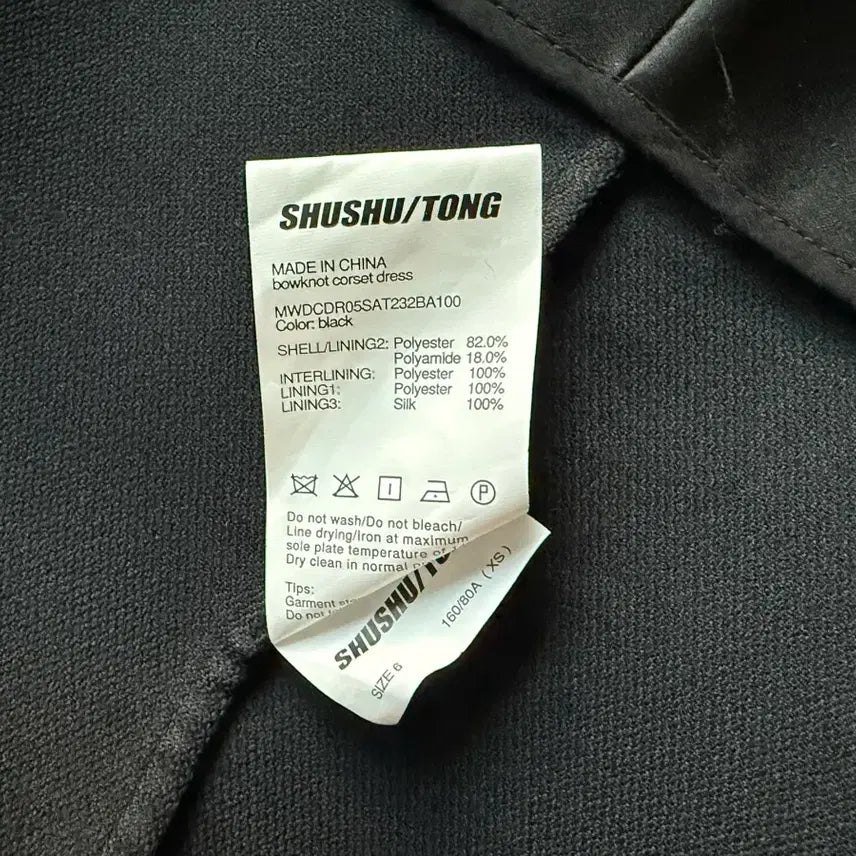 SHUSHU/TONG
MADE IN CHINA
bowknot corset dress
MWDCDR05SAT232BA100
Color: black
SHELL/LINING2: Polyester 82.0%
Polyamide 18.0%
INTERLINING: Polyester 100%
LINING1: Polyester 100%
LINING3: Silk 100%
P
Do not wash/Do not bleach/
Line drying/Iron at maximum
sole plate temperature of
Dry clean in normal
Tips:
Garment
Do not
SHUSHU/TO
SIZE 6
160/80A (XS)